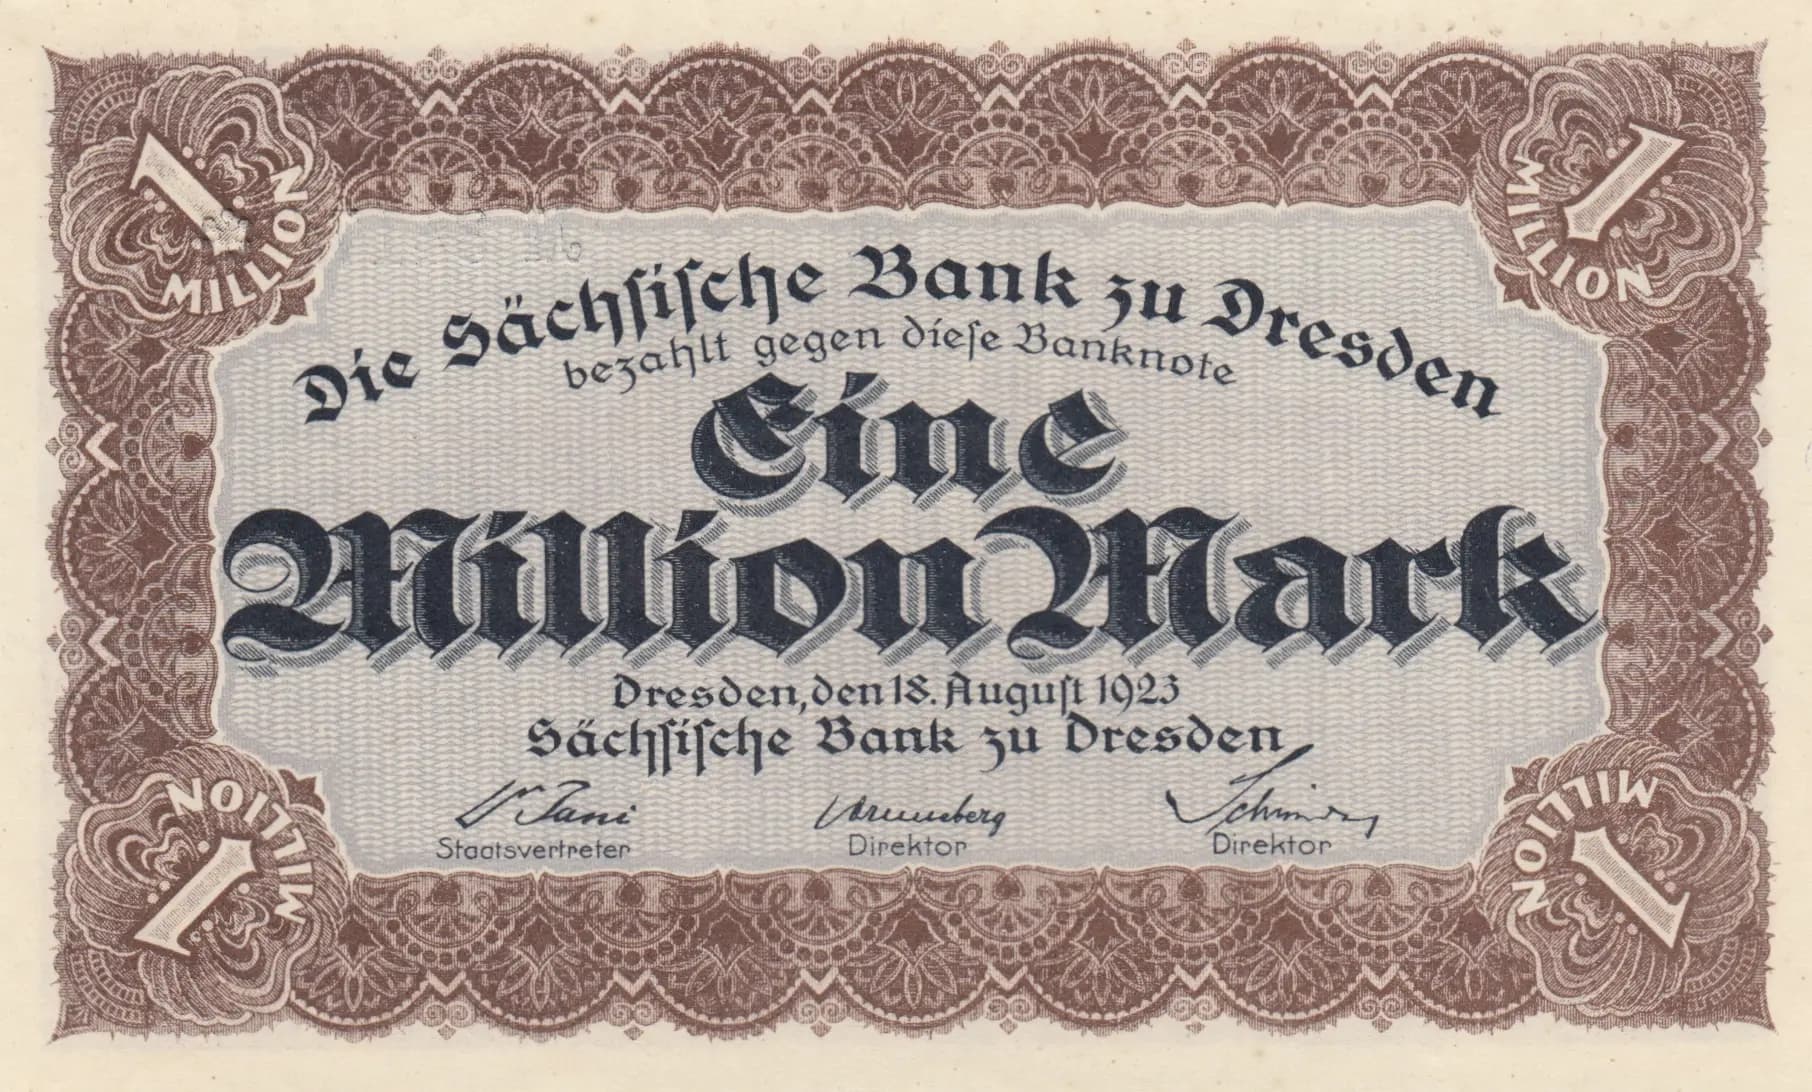 1 MILLION
1 MILLION
Die Sächſiſche Bank zu Dresden
bezahlt gegen dieſe Banknote
Eine
Million Mark
Dresden, den 18. Auguſt 1923
Sächſiſche Bank zu Dresden
Staatsvertreter
Direktor
Direktor
1 MILLION
1 MILLION